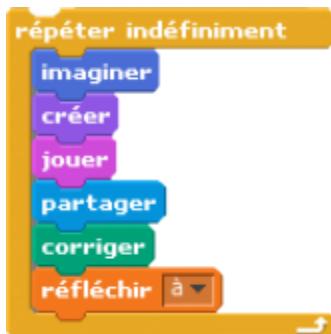 répéter indéfiniment
imaginer
créer
jouer
partager
corriger
réfléchir à